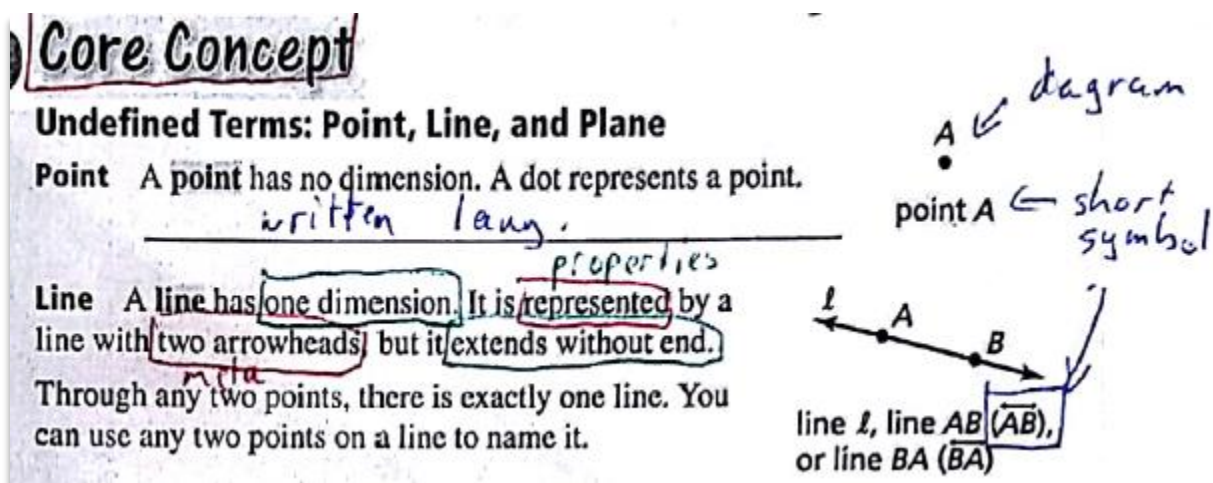 Core Concept
dagram
Undefined Terms: Point, Line, and Plane
A
Point A point has no dimension. A dot represents a point.
point A ← short symbol
written lang.
properties
Line A line has one dimension. It is represented by a
line with two arrowheads, but it extends without end.
meta
ℓ
A
B
Through any two points, there is exactly one line. You
can use any two points on a line to name it.
line ℓ, line AB (A͡B),
or line BA (BA)